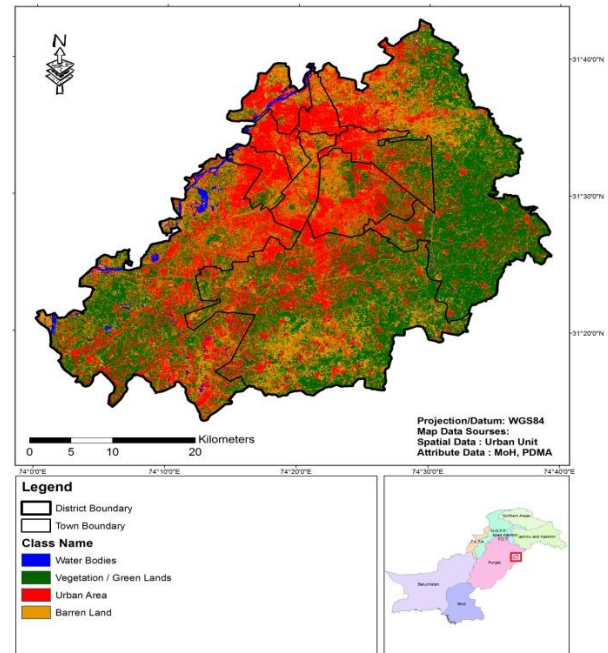 N
31°40'0"N
31°30'0"N
31°20'0"N
Projection/Datum: WGS84
Map Data Sourses:
Spatial Data : Urban Unit
Attribute Data : MoH, PDMA
Kilometers
0 5 10 20
74°0'0"E 74°10'0"E 74°20'0"E 74°30'0"E 74°40'0"E
Legend
District Boundary
Town Boundary
Class Name
Water Bodies
Vegetation / Green Lands
Urban Area
Barren Land
Northern Areas
Jammu and Kashmir
Punjab